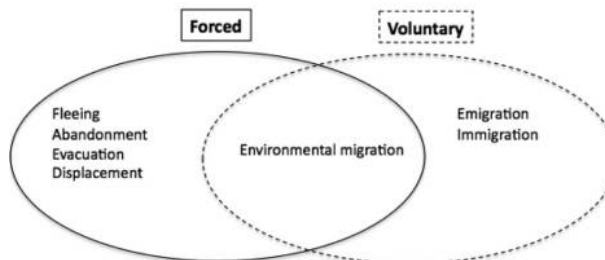 Forced
Voluntary
Fleeing
Abandonment
Evacuation
Displacement
Environmental migration
Emigration
Immigration